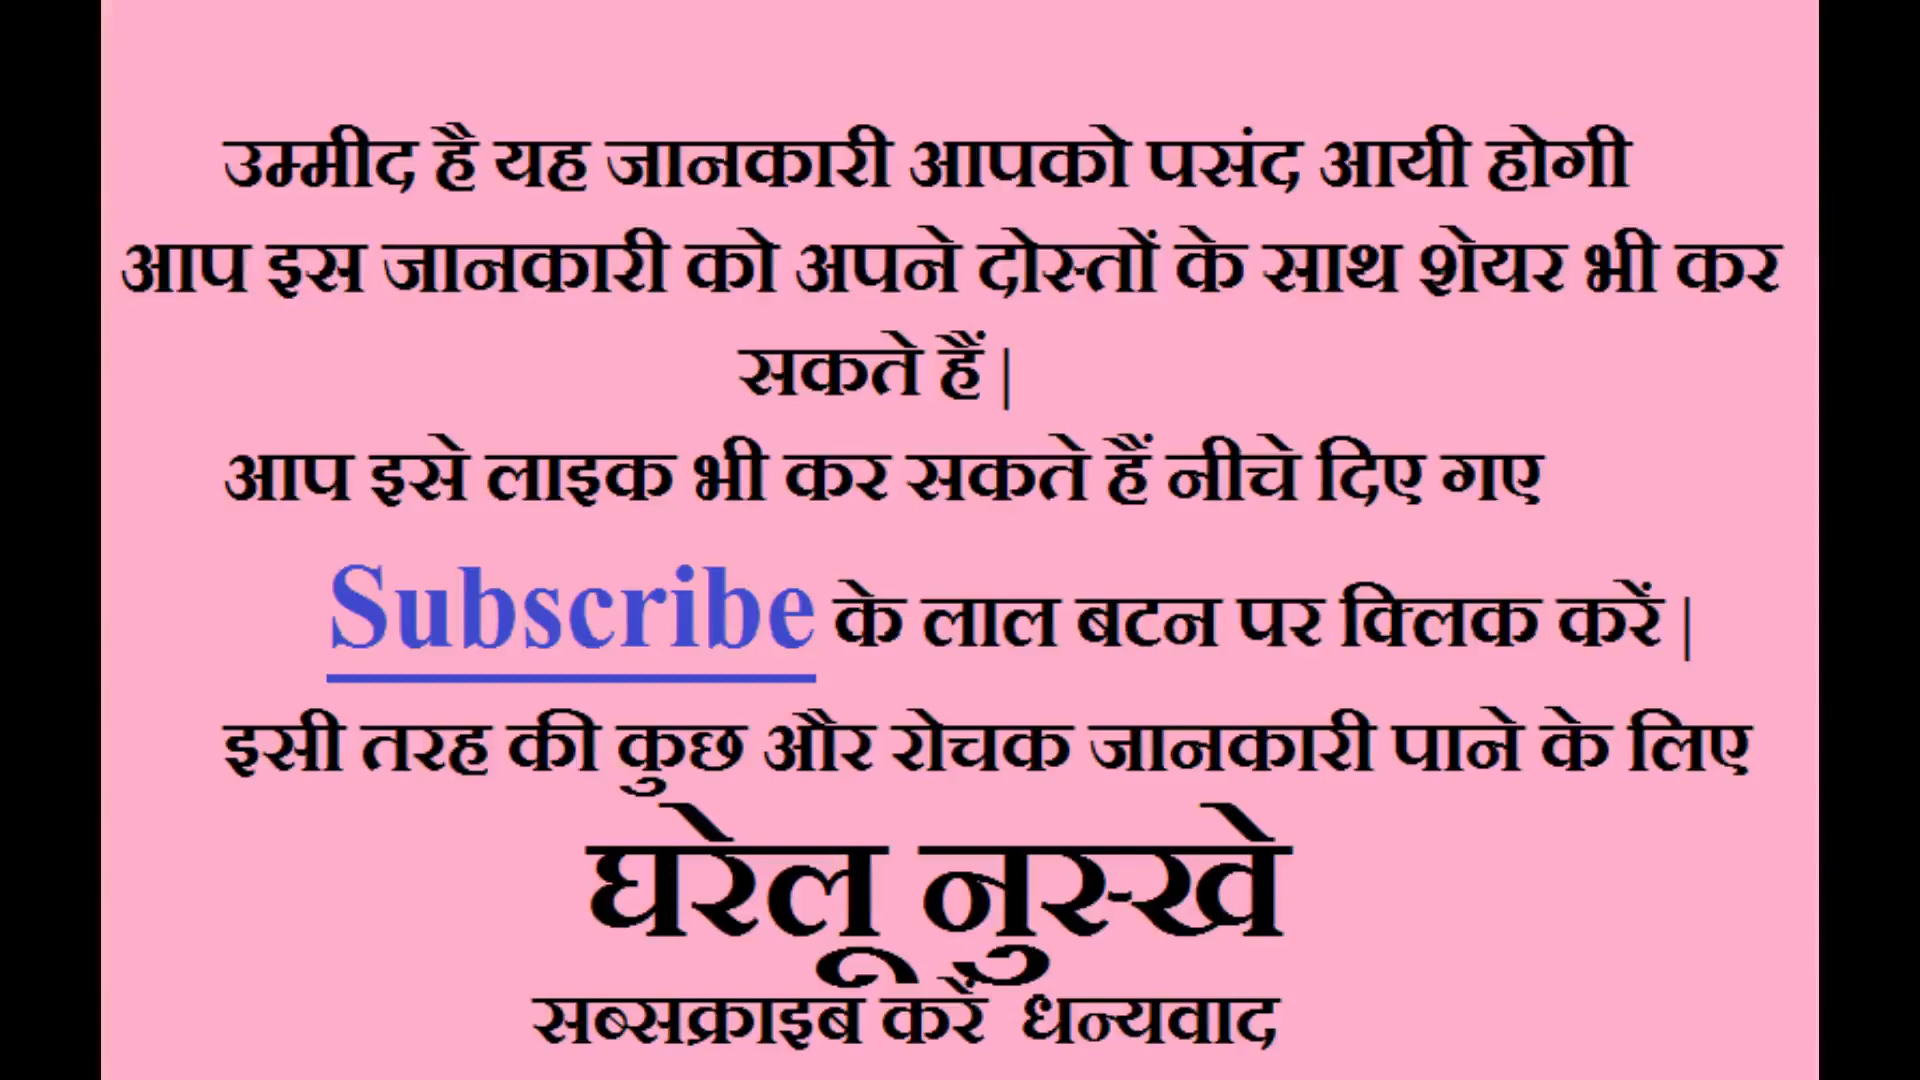 उम्मीद है यह जानकारी आपको पसंद आयी होगी
आप इस जानकारी को अपने दोस्तों के साथ शेयर भी कर
सकते हैं |
आप इसे लाइक भी कर सकते हैं नीचे दिए गए
Subscribe के लाल बटन पर क्लिक करें |
इसी तरह की कुछ और रोचक जानकारी पाने के लिए
घरेलू नुस्खे
सब्सक्राइब करें धन्यवाद